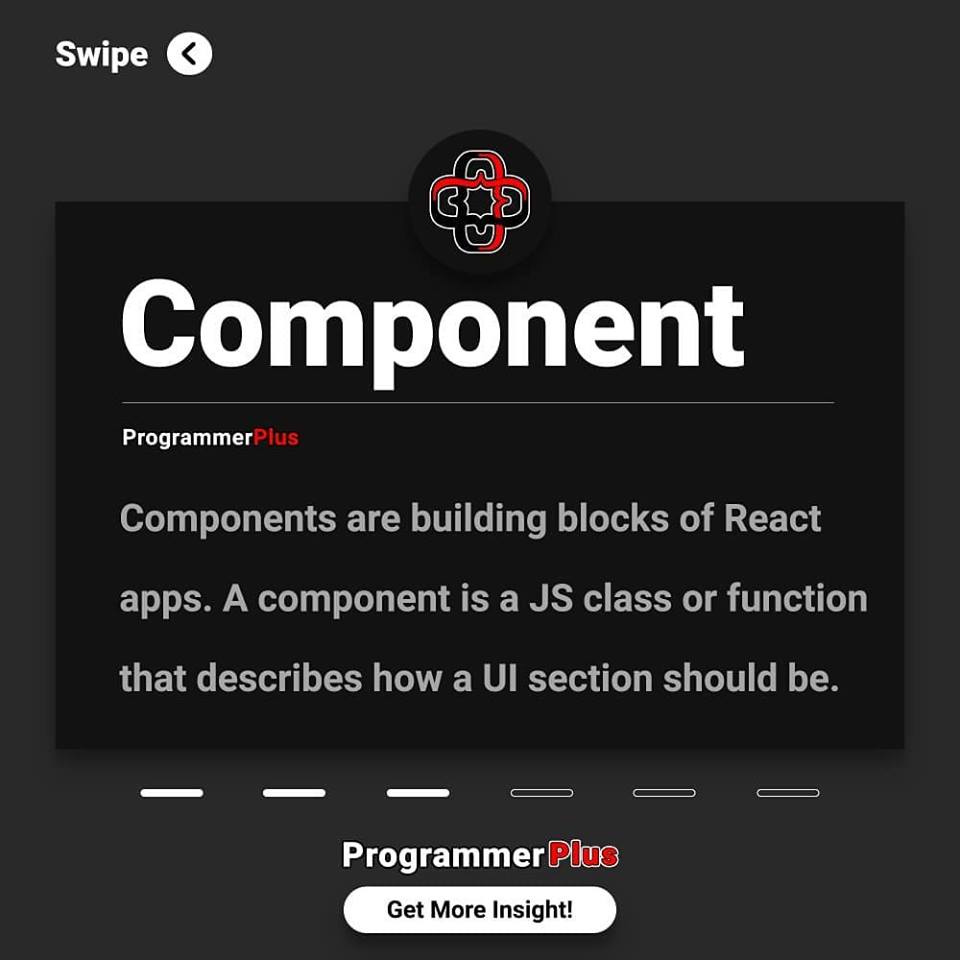 Swipe
Component
ProgrammerPlus
Components are building blocks of React
apps. A component is a JS class or function
that describes how a UI section should be.
ProgrammerPlus
Get More Insight!